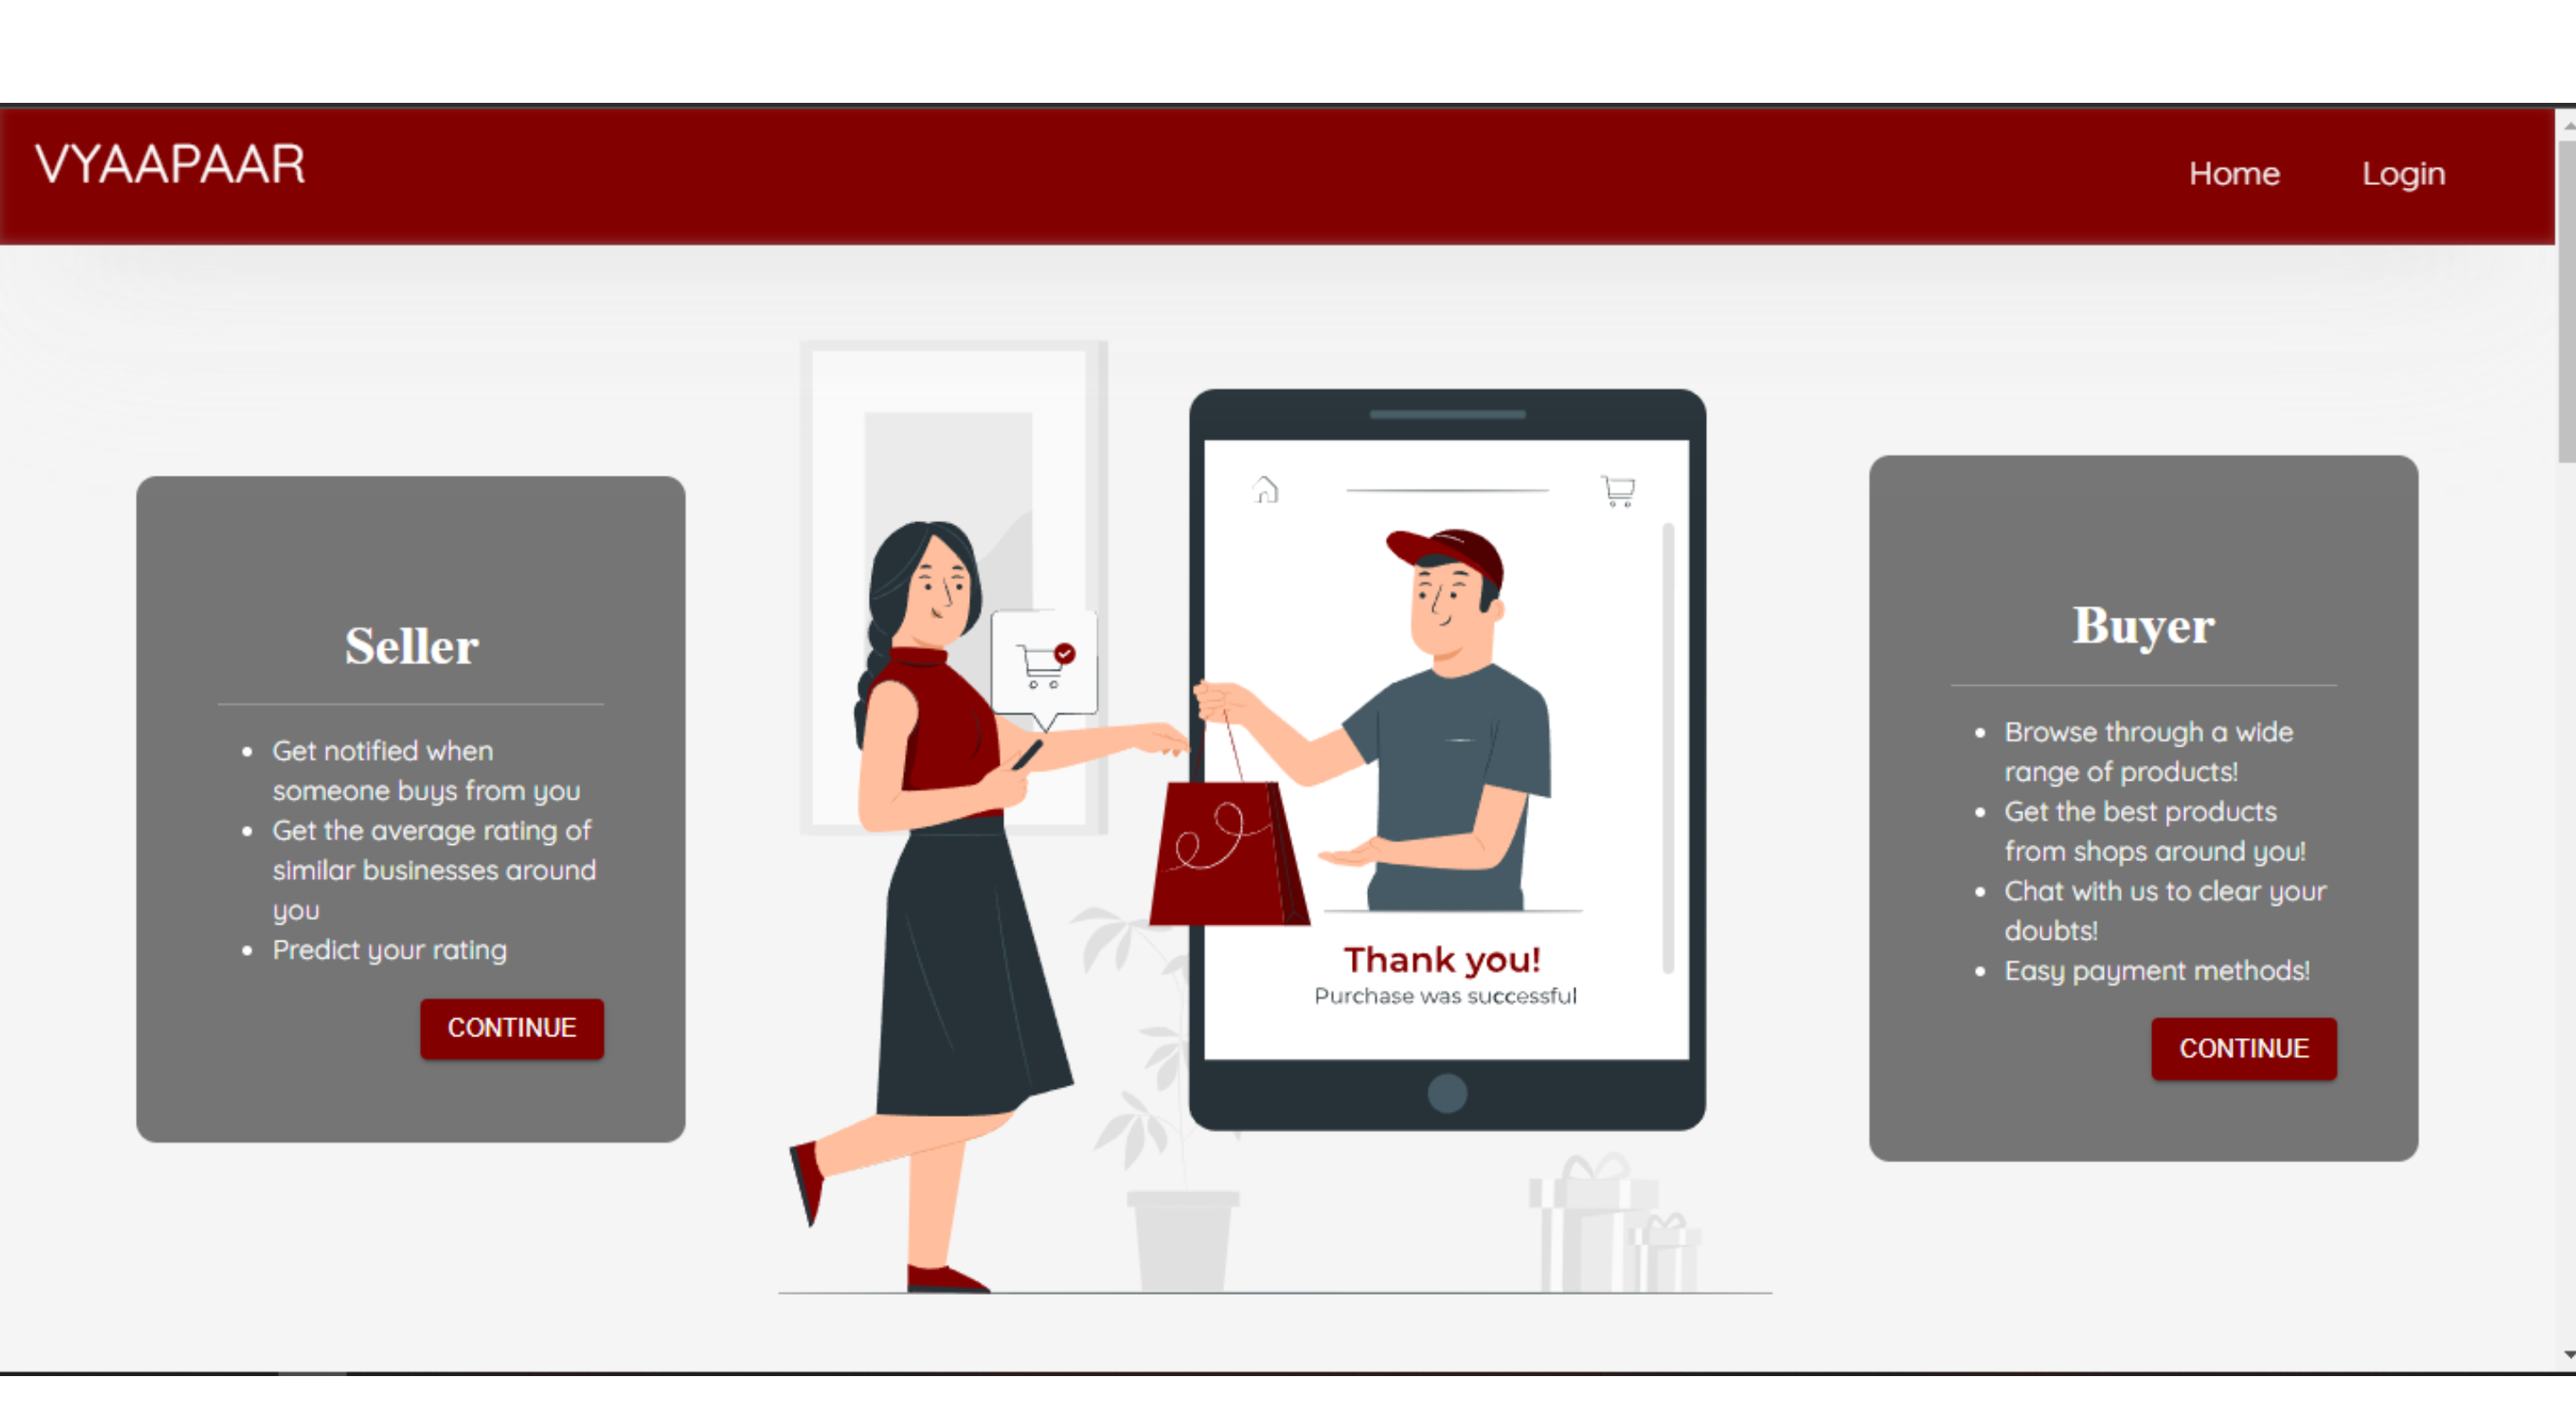 VYAAPAAR
Home
Login
Seller
Get notified when
someone buys from you
Get the average rating of
similar businesses around
you
Predict your rating
CONTINUE
Thank you!
Purchase was successful
Buyer
Browse through a wide
range of products!
Get the best products
from shops around you!
Chat with us to clear your
doubts!
Easy payment methods!
CONTINUE